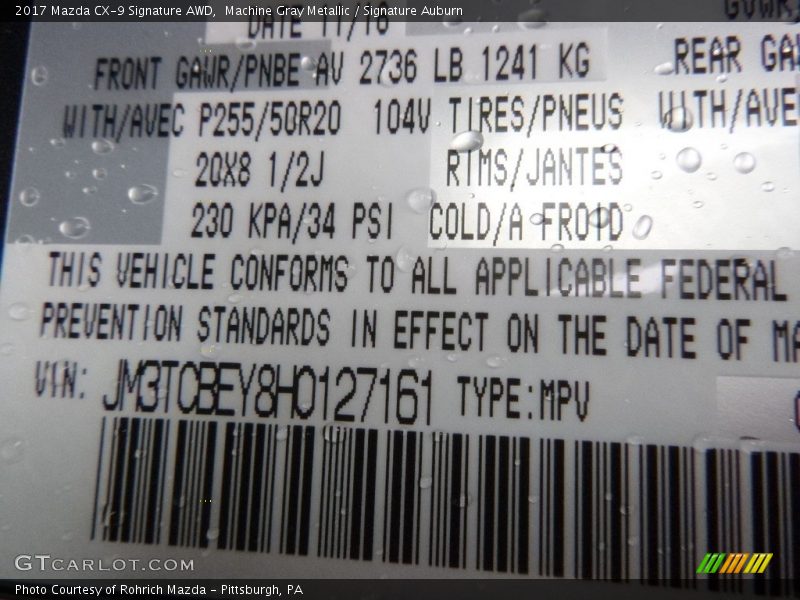 2017 Mazda CX-9 Signature AWD, Machine Gray Metallic / Signature Auburn
DATE 11/16
GVWR
FRONT GAWR/PNBE AV 2736 LB 1241 KG REAR GA
WITH/AVEC P255/50R20 104V TIRES/PNEUS WITH/AVE
20X8 1/2J RIMS/JANTES
230 KPA/34 PSI COLD/A FROID
THIS VEHICLE CONFORMS TO ALL APPLICABLE FEDERAL
PREVENTION STANDARDS IN EFFECT ON THE DATE OF MA
VIN: JM3TCBEY8H0127161 TYPE:MPV
GTCARLOT.COM
Photo Courtesy of Rohrich Mazda - Pittsburgh, PA